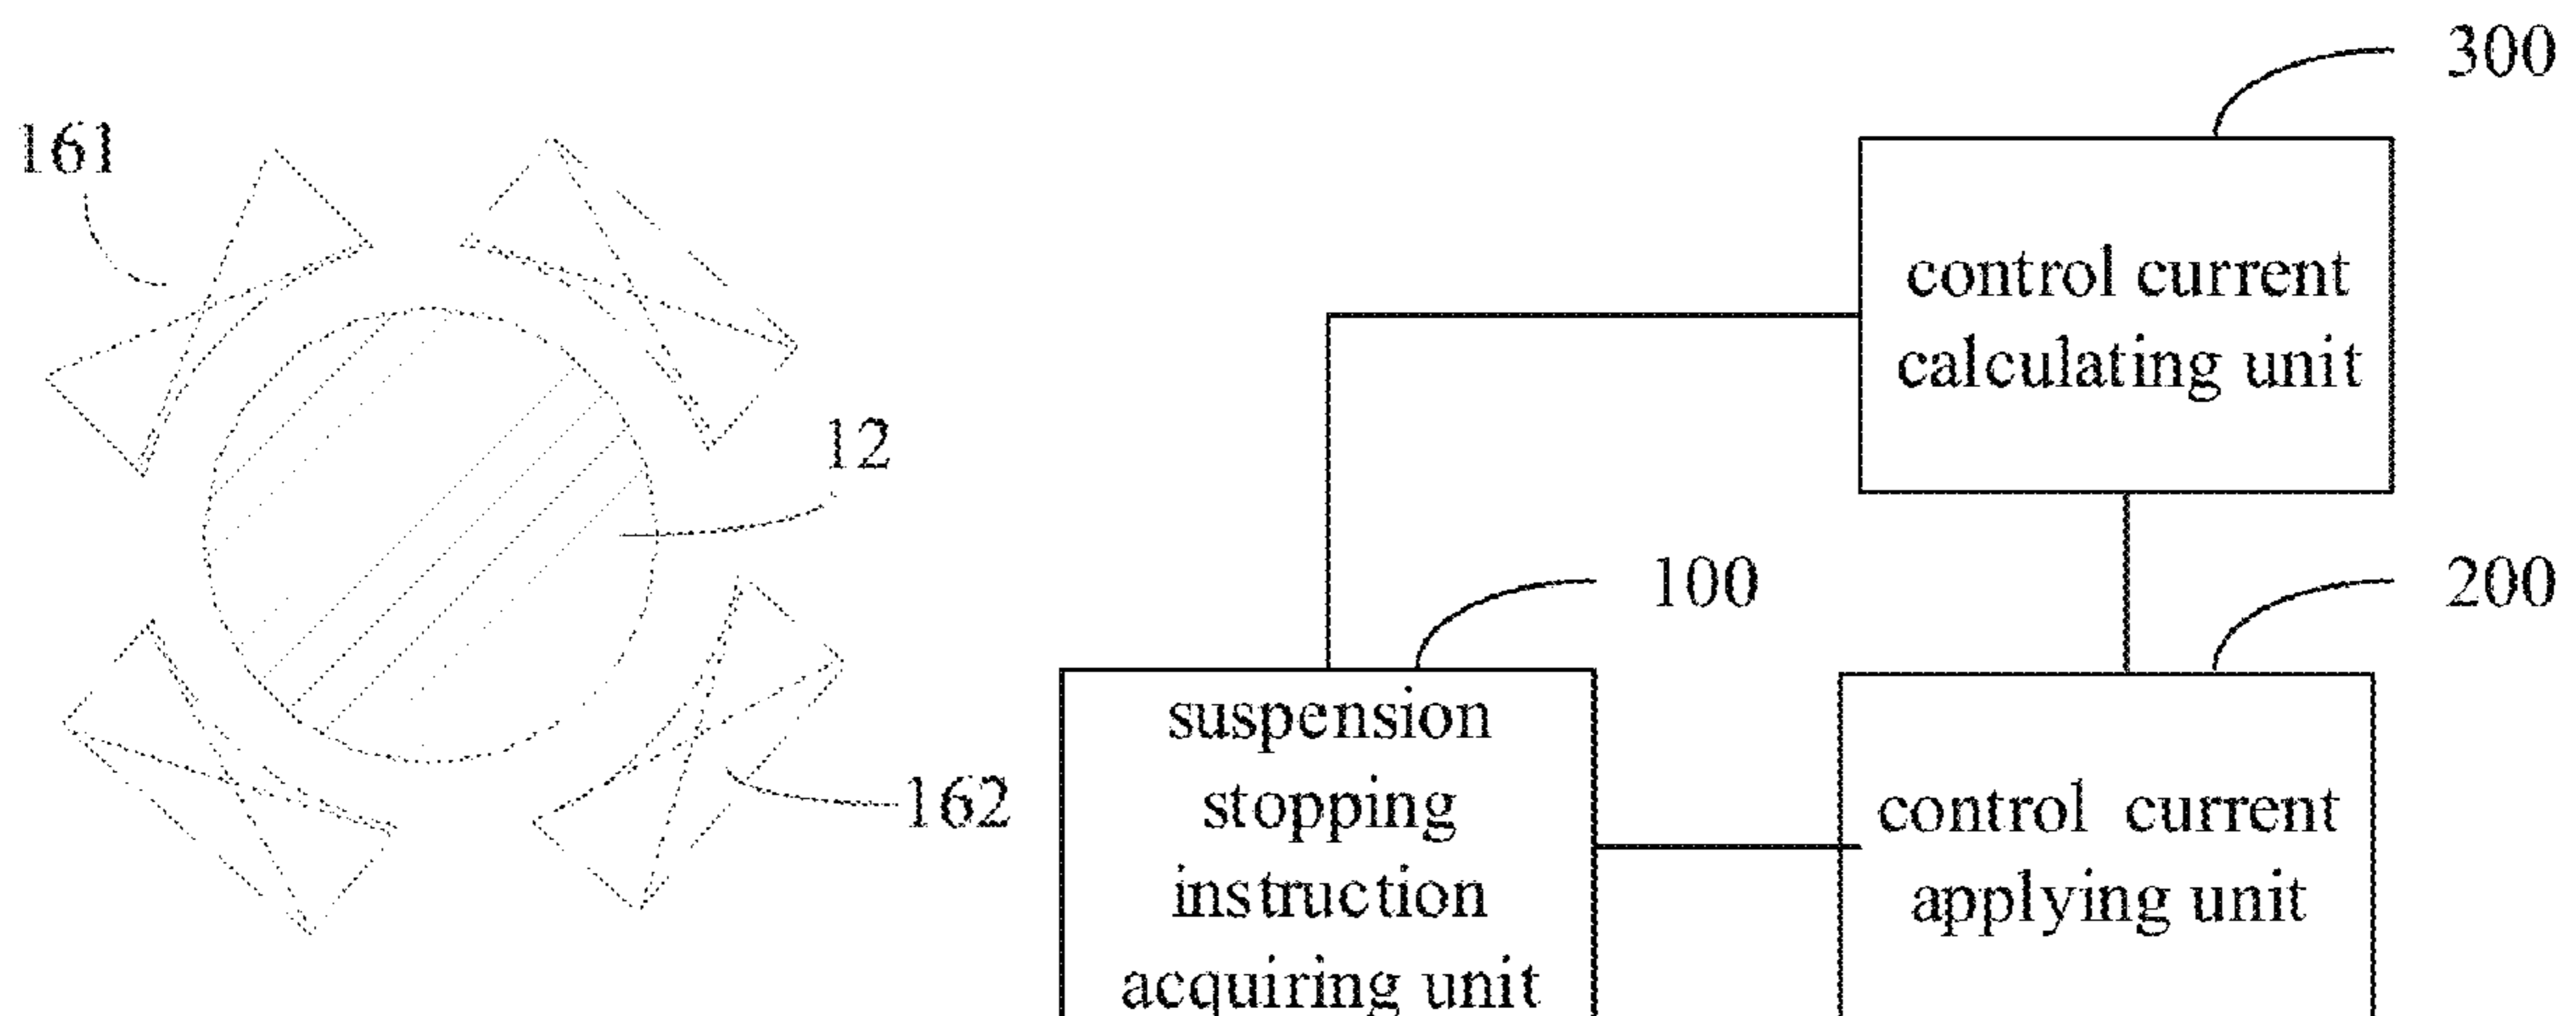 161
12
162
300
control current
calculating unit
100
200
suspension
stopping
instruction
acquiring unit
control current
applying unit